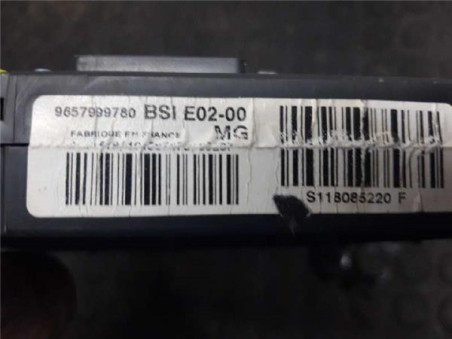 9657999780 BSI E02-00
FABRIQUE EN FRANCE MG
S118085220 F